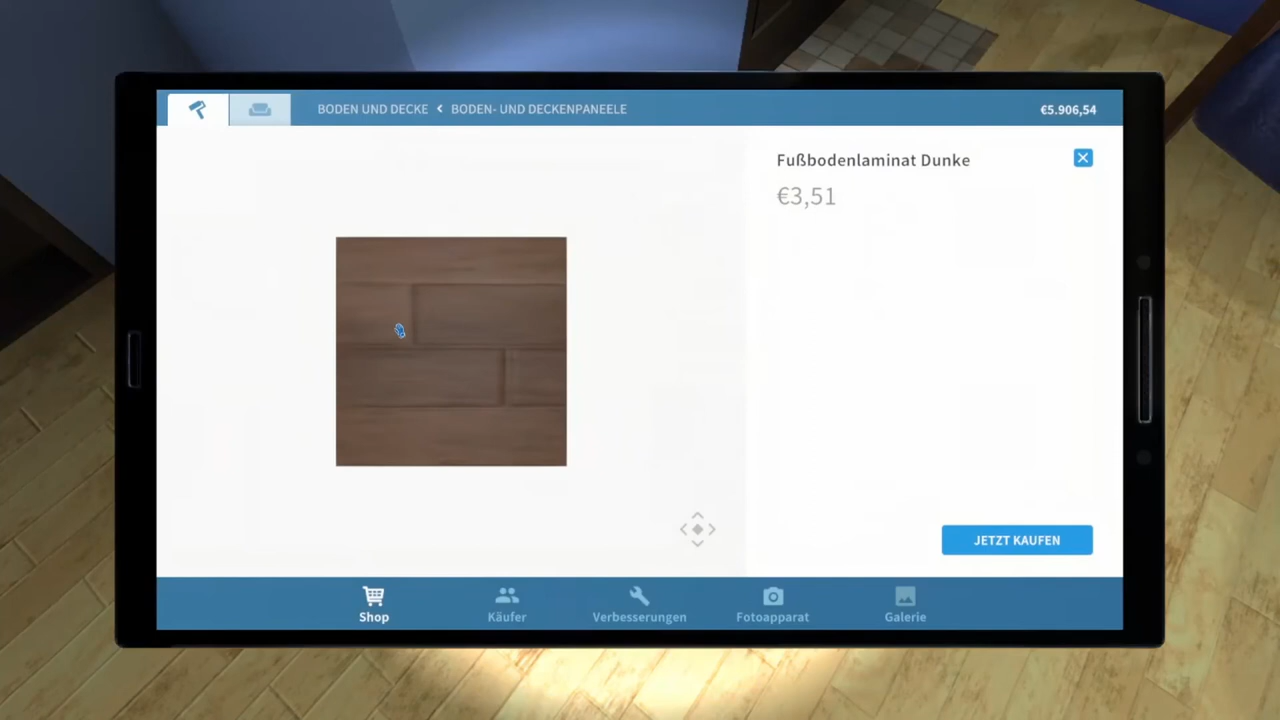 BODEN UND DECKE < BODEN- UND DECKENPANEELE
€5.906,54
Fußbodenlaminat Dunke
€3,51
JETZT KAUFEN
Shop
Käufer
Verbesserungen
Fotoapparat
Galerie